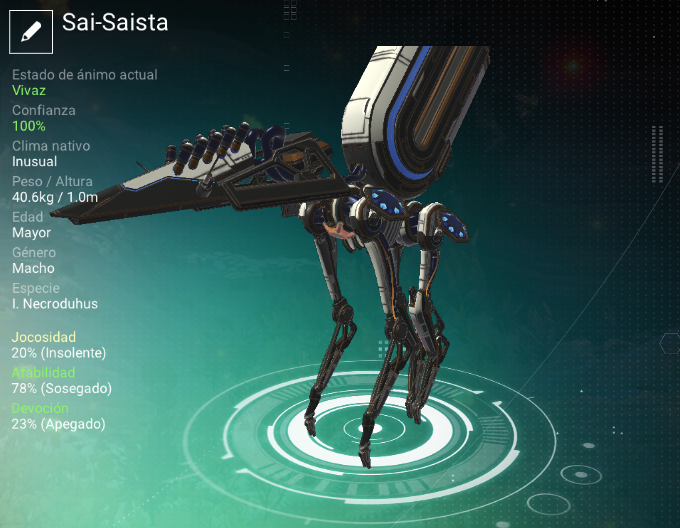 Sai-Saista
Estado de ánimo actual
Vivaz
Confianza
100%
Clima nativo
Inusual
Peso / Altura
40.6kg / 1.0m
Edad
Mayor
Género
Macho
Especie
I. Necroduhus
Jocosidad
20% (Insolente)
Afabilidad
78% (Sosegado)
Devoción
23% (Apegado)